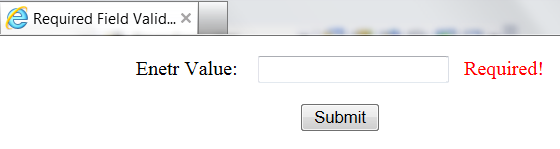 Required Field Valid...
Enetr Value: Required!
Submit